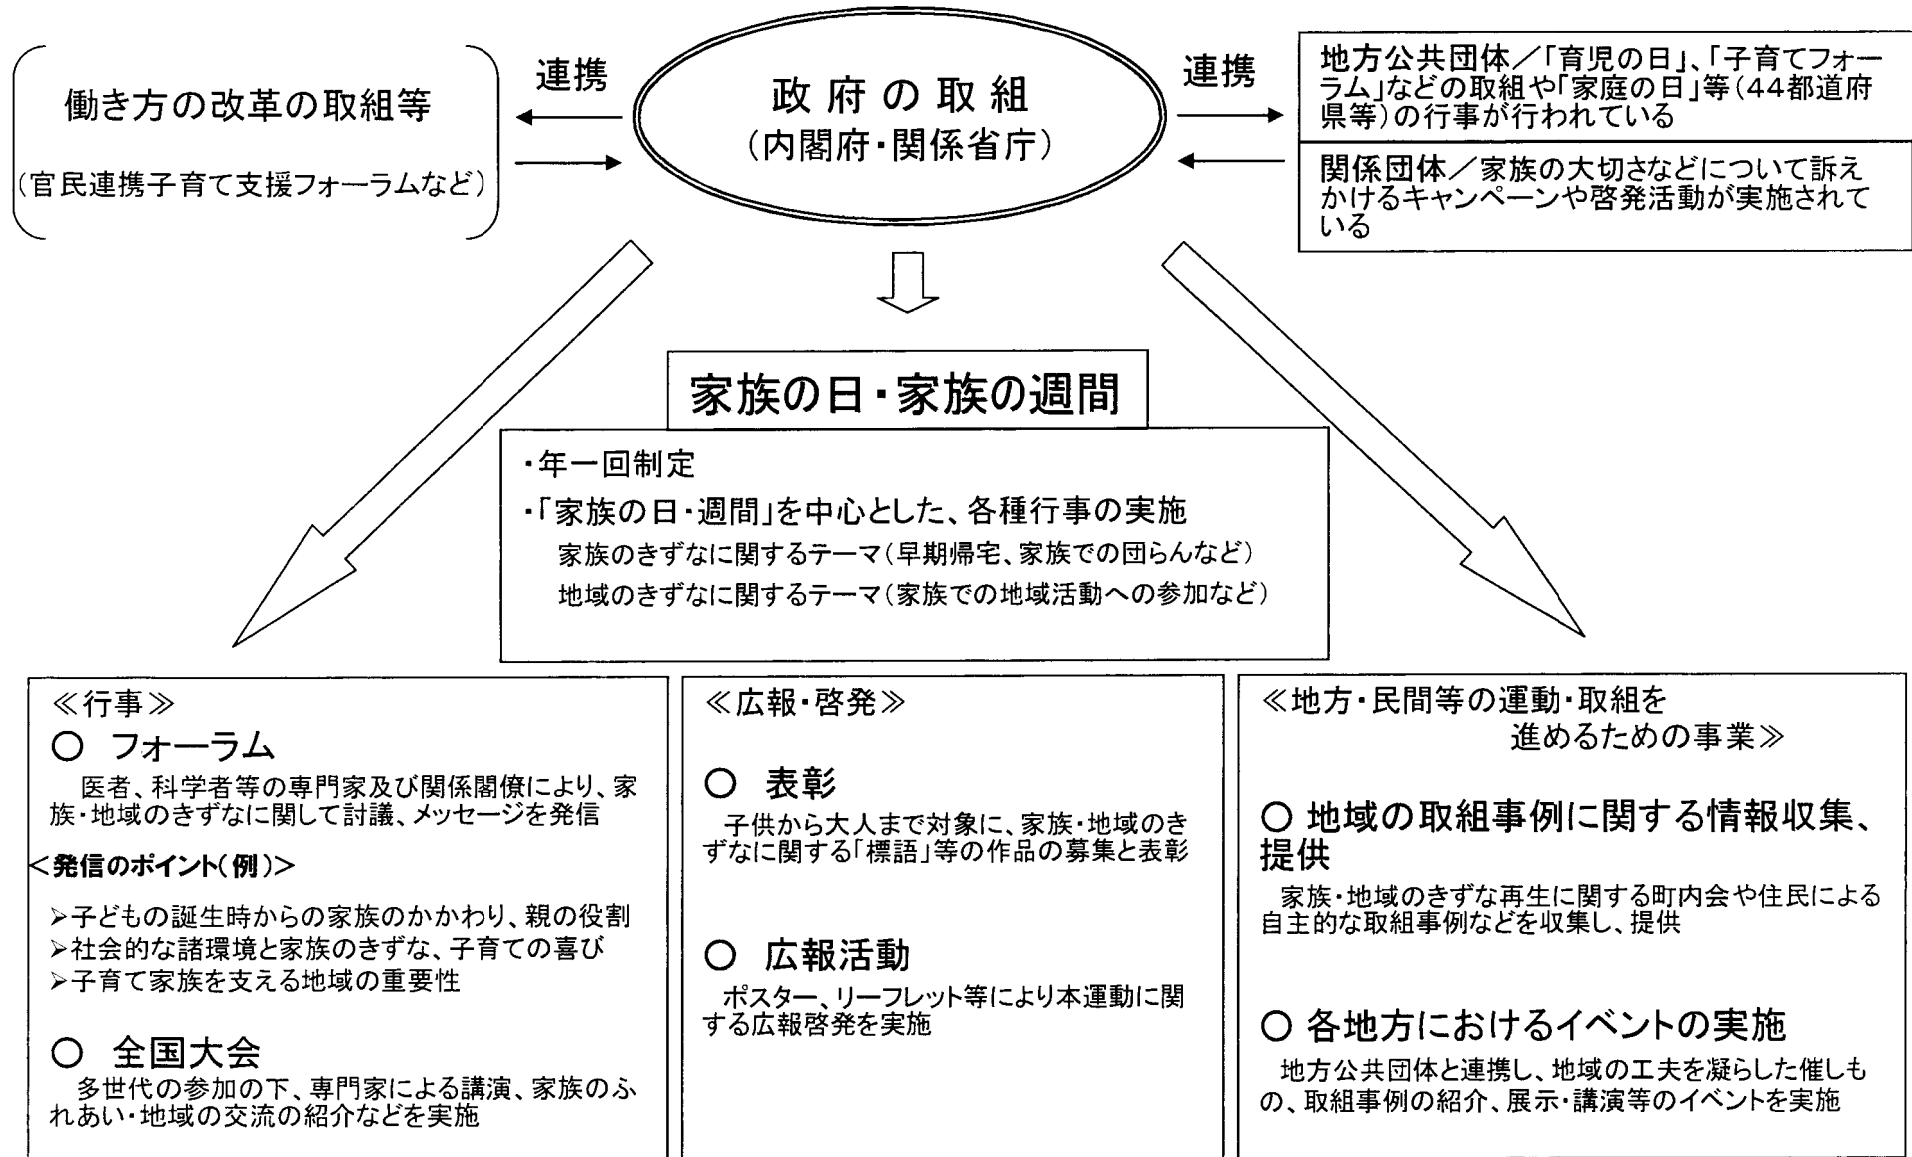 働き方の改革の取組等
(官民連携子育て支援フォーラムなど)
連携
政府の取組
(内閣府・関係省庁)
連携
地方公共団体／「育児の日」、「子育てフォー
ラム」などの取組や「家庭の日」等(44都道府
県等)の行事が行われている
関係団体／家族の大切さなどについて訴え
かけるキャンペーンや啓発活動が実施されて
いる
家族の日・家族の週間
・年一回制定
・「家族の日・週間」を中心とした、各種行事の実施
家族のきずなに関するテーマ(早期帰宅、家族での団らんなど)
地域のきずなに関するテーマ(家族での地域活動への参加など)
≪行事≫
○ フォーラム
医者、科学者等の専門家及び関係閣僚により、家
族・地域のきずなに関して討議、メッセージを発信
<発信のポイント(例)>
➢子どもの誕生時からの家族のかかわり、親の役割
➢社会的な諸環境と家族のきずな、子育ての喜び
➢子育て家族を支える地域の重要性
○ 全国大会
多世代の参加の下、専門家による講演、家族のふ
れあい・地域の交流の紹介などを実施
≪広報・啓発≫
○ 表彰
子供から大人まで対象に、家族・地域のき
ずなに関する「標語」等の作品の募集と表彰
○ 広報活動
ポスター、リーフレット等により本運動に関
する広報啓発を実施
≪地方・民間等の運動・取組を
進めるための事業≫
○ 地域の取組事例に関する情報収集、
提供
家族・地域のきずな再生に関する町内会や住民による
自主的な取組事例などを収集し、提供
○ 各地方におけるイベントの実施
地方公共団体と連携し、地域の工夫を凝らした催しも
の、取組事例の紹介、展示・講演等のイベントを実施